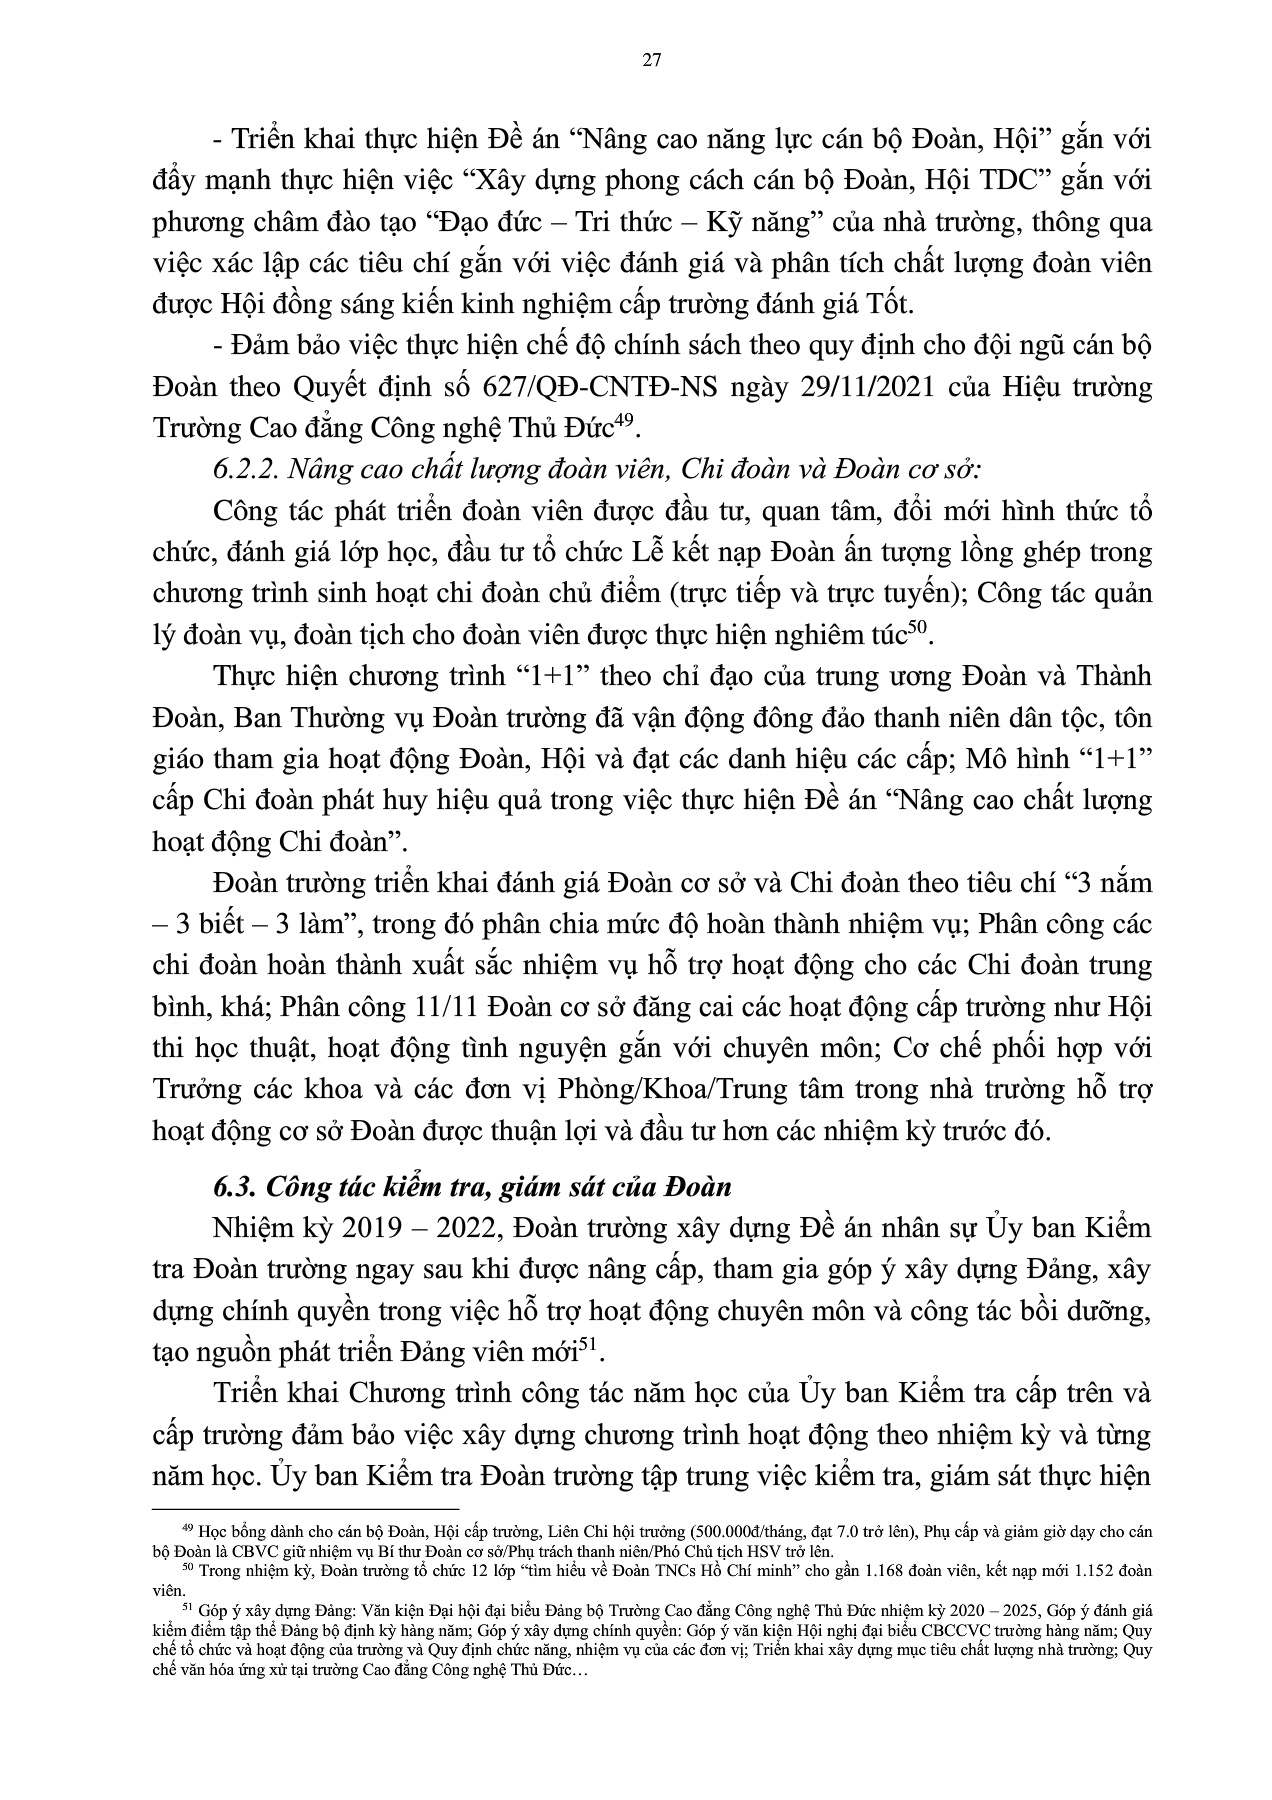 27
- Triển khai thực hiện Đề án “Nâng cao năng lực cán bộ Đoàn, Hội” gắn với
đẩy mạnh thực hiện việc “Xây dựng phong cách cán bộ Đoàn, Hội TDC” gắn với
phương châm đào tạo “Đạo đức – Tri thức – Kỹ năng” của nhà trường, thông qua
việc xác lập các tiêu chí gắn với việc đánh giá và phân tích chất lượng đoàn viên
được Hội đồng sáng kiến kinh nghiệm cấp trường đánh giá Tốt.
- Đảm bảo việc thực hiện chế độ chính sách theo quy định cho đội ngũ cán bộ
Đoàn theo Quyết định số 627/QĐ-CNTĐ-NS ngày 29/11/2021 của Hiệu trường
Trường Cao đẳng Công nghệ Thủ Đức49.
6.2.2. Nâng cao chất lượng đoàn viên, Chi đoàn và Đoàn cơ sở:
Công tác phát triển đoàn viên được đầu tư, quan tâm, đổi mới hình thức tổ
chức, đánh giá lớp học, đầu tư tổ chức Lễ kết nạp Đoàn ấn tượng lồng ghép trong
chương trình sinh hoạt chi đoàn chủ điểm (trực tiếp và trực tuyến); Công tác quản
lý đoàn vụ, đoàn tịch cho đoàn viên được thực hiện nghiêm túc50.
Thực hiện chương trình “1+1” theo chỉ đạo của trung ương Đoàn và Thành
Đoàn, Ban Thường vụ Đoàn trường đã vận động đông đảo thanh niên dân tộc, tôn
giáo tham gia hoạt động Đoàn, Hội và đạt các danh hiệu các cấp; Mô hình “1+1”
cấp Chi đoàn phát huy hiệu quả trong việc thực hiện Đề án “Nâng cao chất lượng
hoạt động Chi đoàn”.
Đoàn trường triển khai đánh giá Đoàn cơ sở và Chi đoàn theo tiêu chí “3 nắm
– 3 biết – 3 làm”, trong đó phân chia mức độ hoàn thành nhiệm vụ; Phân công các
chi đoàn hoàn thành xuất sắc nhiệm vụ hỗ trợ hoạt động cho các Chi đoàn trung
bình, khá; Phân công 11/11 Đoàn cơ sở đăng cai các hoạt động cấp trường như Hội
thi học thuật, hoạt động tình nguyện gắn với chuyên môn; Cơ chế phối hợp với
Trưởng các khoa và các đơn vị Phòng/Khoa/Trung tâm trong nhà trường hỗ trợ
hoạt động cơ sở Đoàn được thuận lợi và đầu tư hơn các nhiệm kỳ trước đó.
6.3. Công tác kiểm tra, giám sát của Đoàn
Nhiệm kỳ 2019 – 2022, Đoàn trường xây dựng Đề án nhân sự Ủy ban Kiểm
tra Đoàn trường ngay sau khi được nâng cấp, tham gia góp ý xây dựng Đảng, xây
dựng chính quyền trong việc hỗ trợ hoạt động chuyên môn và công tác bồi dưỡng,
tạo nguồn phát triển Đảng viên mới51.
Triển khai Chương trình công tác năm học của Ủy ban Kiểm tra cấp trên và
cấp trường đảm bảo việc xây dựng chương trình hoạt động theo nhiệm kỳ và từng
năm học. Ủy ban Kiểm tra Đoàn trường tập trung việc kiểm tra, giám sát thực hiện
49 Học bổng dành cho cán bộ Đoàn, Hội cấp trường, Liên Chi hội trưởng (500.000đ/tháng, đạt 7.0 trở lên), Phụ cấp và giảm giờ dạy cho cán
bộ Đoàn là CBVC giữ nhiệm vụ Bí thư Đoàn cơ sở/Phụ trách thanh niên/Phó Chủ tịch HSV trở lên.
50 Trong nhiệm kỳ, Đoàn trường tổ chức 12 lớp “tìm hiểu về Đoàn TNCs Hồ Chí minh” cho gần 1.168 đoàn viên, kết nạp mới 1.152 đoàn
viên.
51 Góp ý xây dựng Đảng: Văn kiện Đại hội đại biểu Đảng bộ Trường Cao đẳng Công nghệ Thủ Đức nhiệm kỳ 2020 – 2025, Góp ý đánh giá
kiểm điểm tập thể Đảng bộ định kỳ hàng năm; Góp ý xây dựng chính quyền: Góp ý văn kiện Hội nghị đại biểu CBCCVC trường hàng năm; Quy
chế tổ chức và hoạt động của trường và Quy định chức năng, nhiệm vụ của các đơn vị; Triển khai xây dựng mục tiêu chất lượng nhà trường; Quy
chế văn hóa ứng xử tại trường Cao đẳng Công nghệ Thủ Đức…